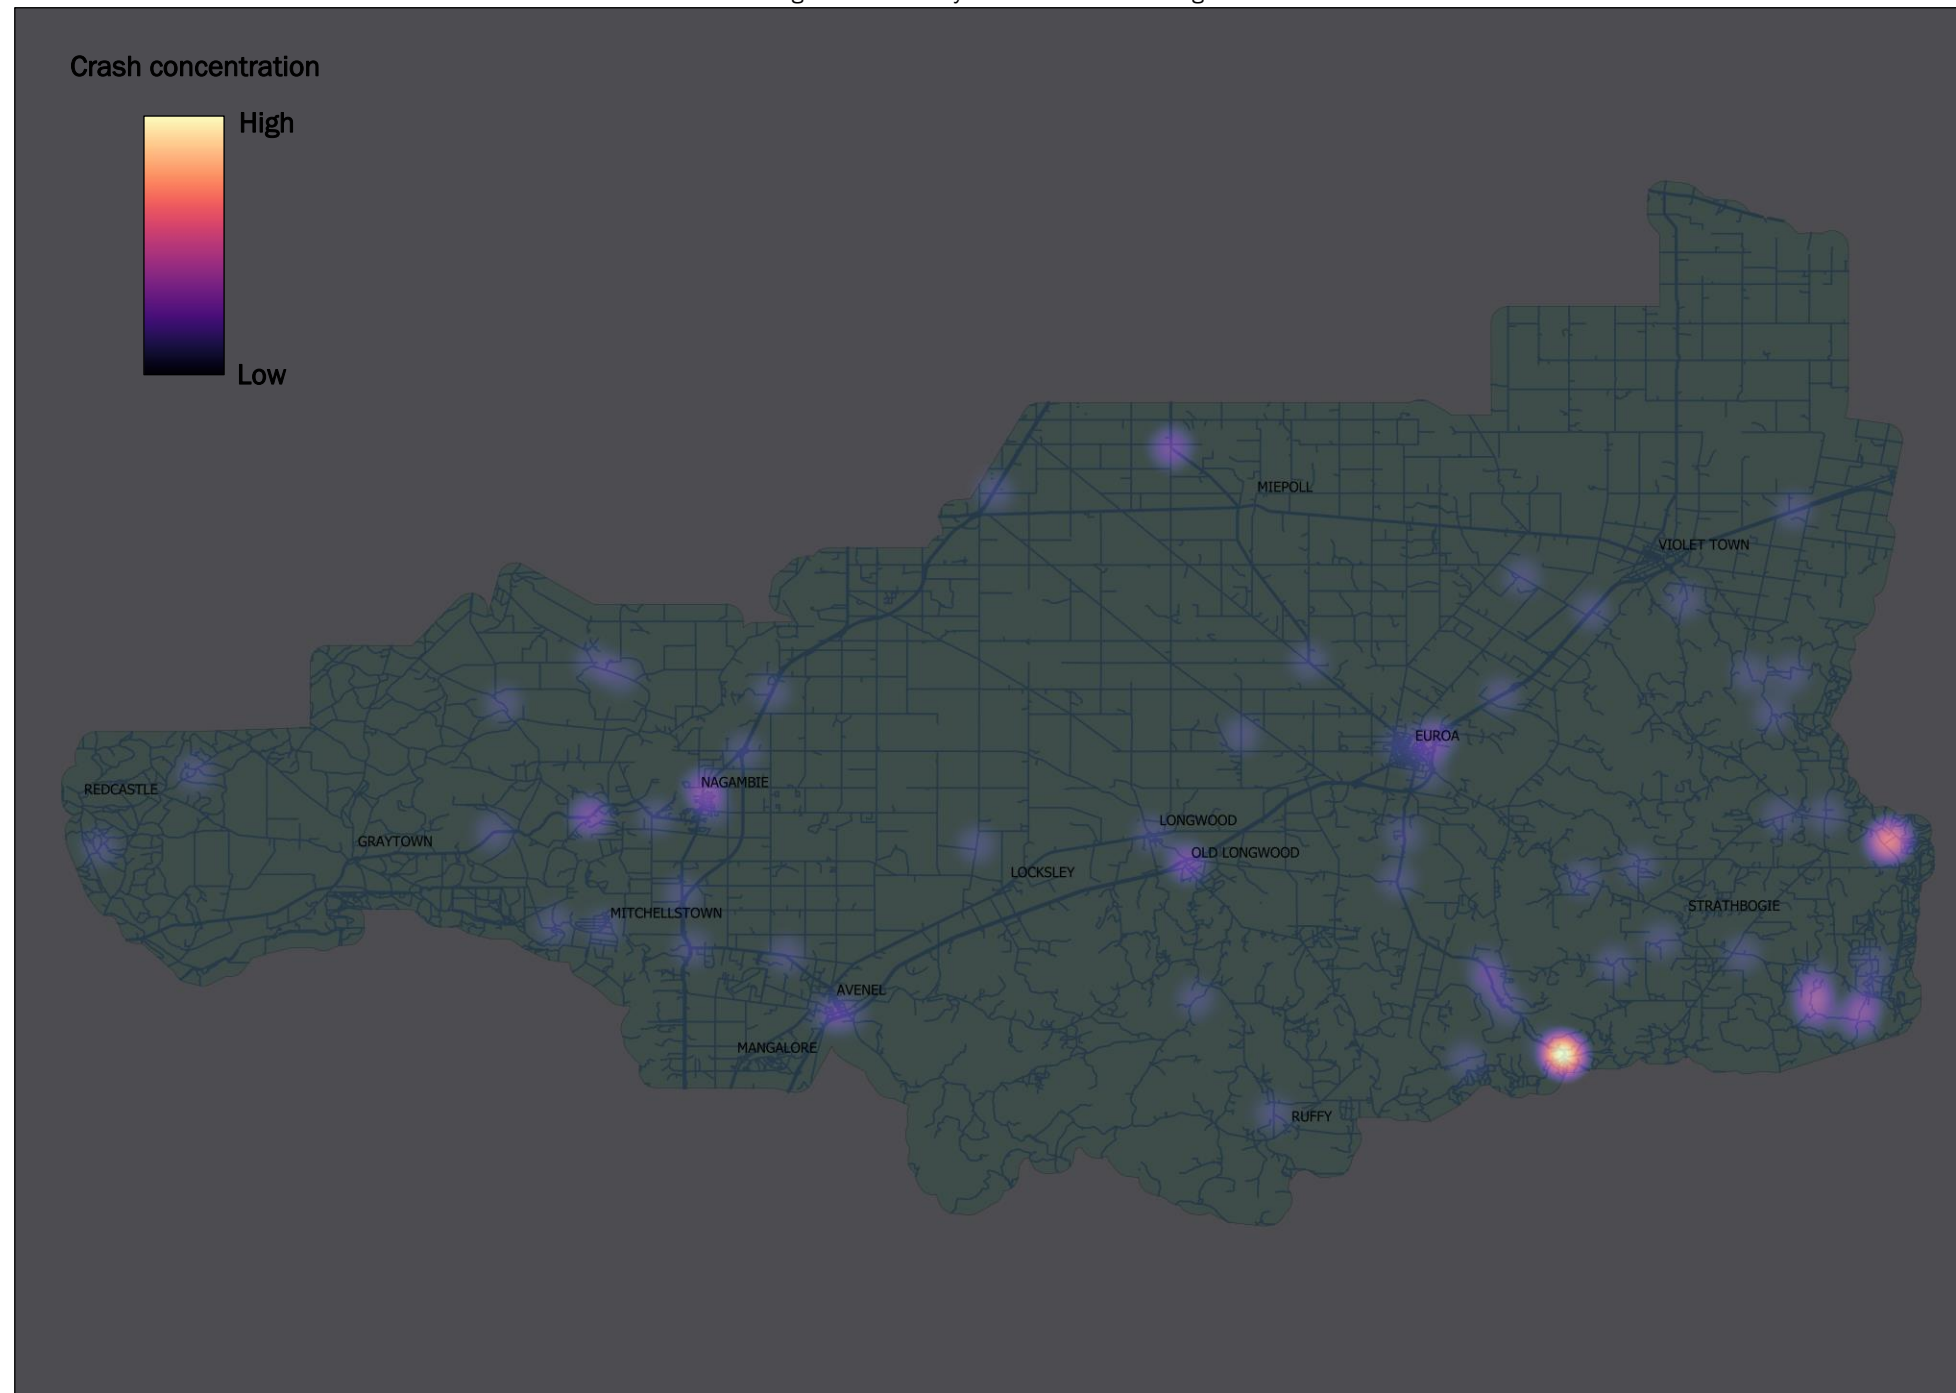 Crash concentration
High
Low
MIEPOLL
VIOLET TOWN
EUROA
NAGAMBIE
REDCASTLE
LONGWOOD
GRAYTOWN
OLD LONGWOOD
LOCKSLEY
STRATHBOGIE
MITCHELLSTOWN
AVENEL
MANGALORE
RUFFY